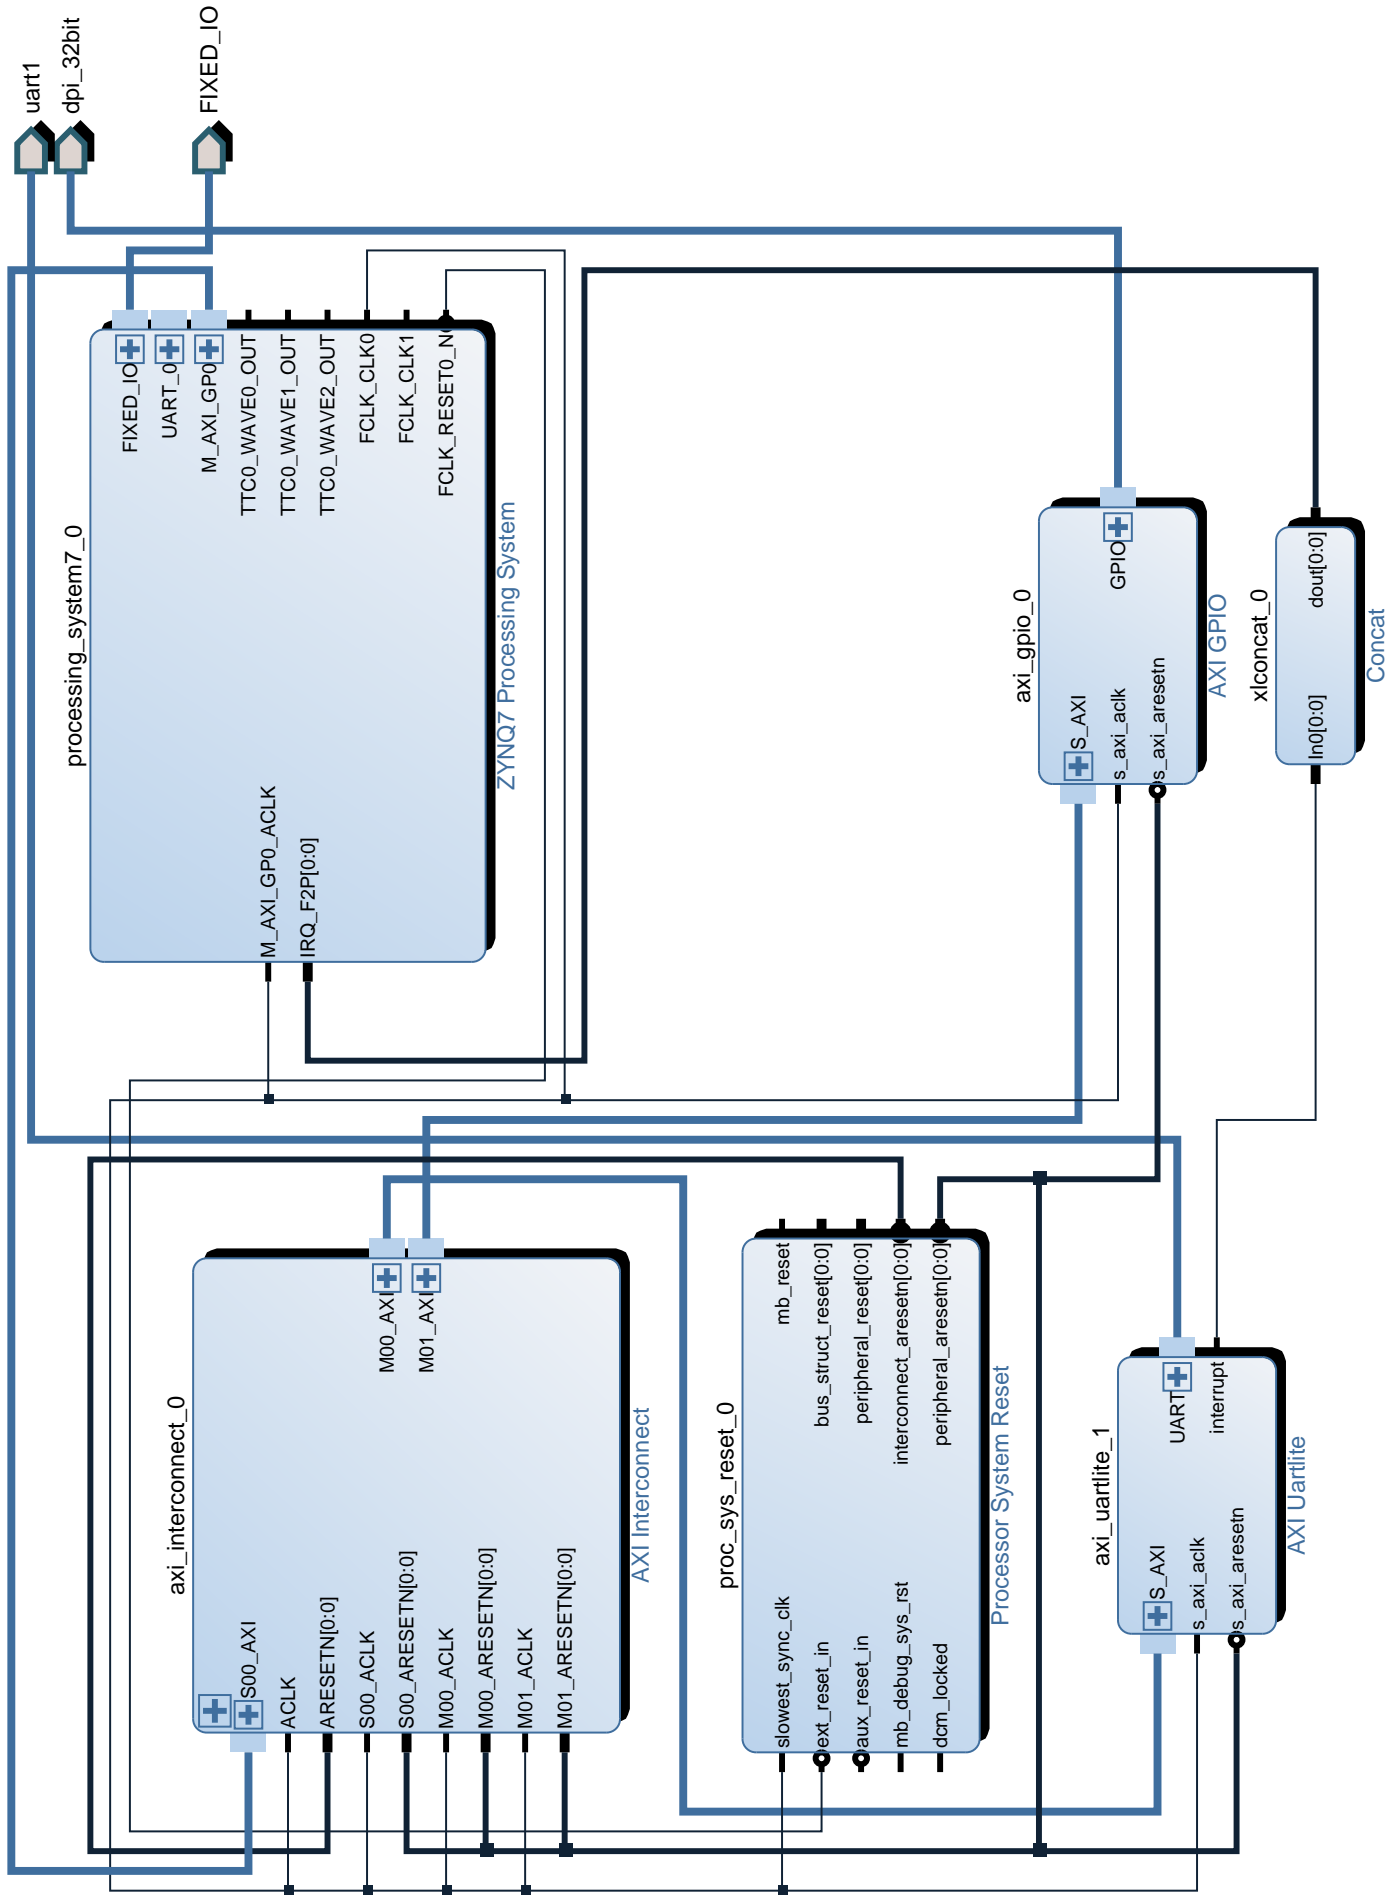 uart1
dpi_32bit
FIXED_IO
processing_system7_0
FIXED_IO
UART_0
M_AXI_GP0
TTC0_WAVE0_OUT
TTC0_WAVE1_OUT
TTC0_WAVE2_OUT
FCLK_CLK0
FCLK_CLK1
FCLK_RESET0_N
M_AXI_GP0_ACLK
IRQ_F2P[0:0]
ZYNQ7 Processing System
axi_gpio_0
S_AXI
s_axi_aclk
s_axi_aresetn
GPIO
AXI GPIO
xlconcat_0
In0[0:0]
dout[0:0]
Concat
axi_interconnect_0
S00_AXI
ACLK
ARESETN[0:0]
S00_ACLK
S00_ARESETN[0:0]
M00_ACLK
M00_ARESETN[0:0]
M01_ACLK
M01_ARESETN[0:0]
M00_AXI
M01_AXI
AXI Interconnect
proc_sys_reset_0
slowest_sync_clk
ext_reset_in
aux_reset_in
mb_debug_sys_rst
dcm_locked
mb_reset
bus_struct_reset[0:0]
peripheral_reset[0:0]
interconnect_aresetn[0:0]
peripheral_aresetn[0:0]
Processor System Reset
axi_uartlite_1
S_AXI
s_axi_aclk
s_axi_aresetn
UART
interrupt
AXI Uartlite